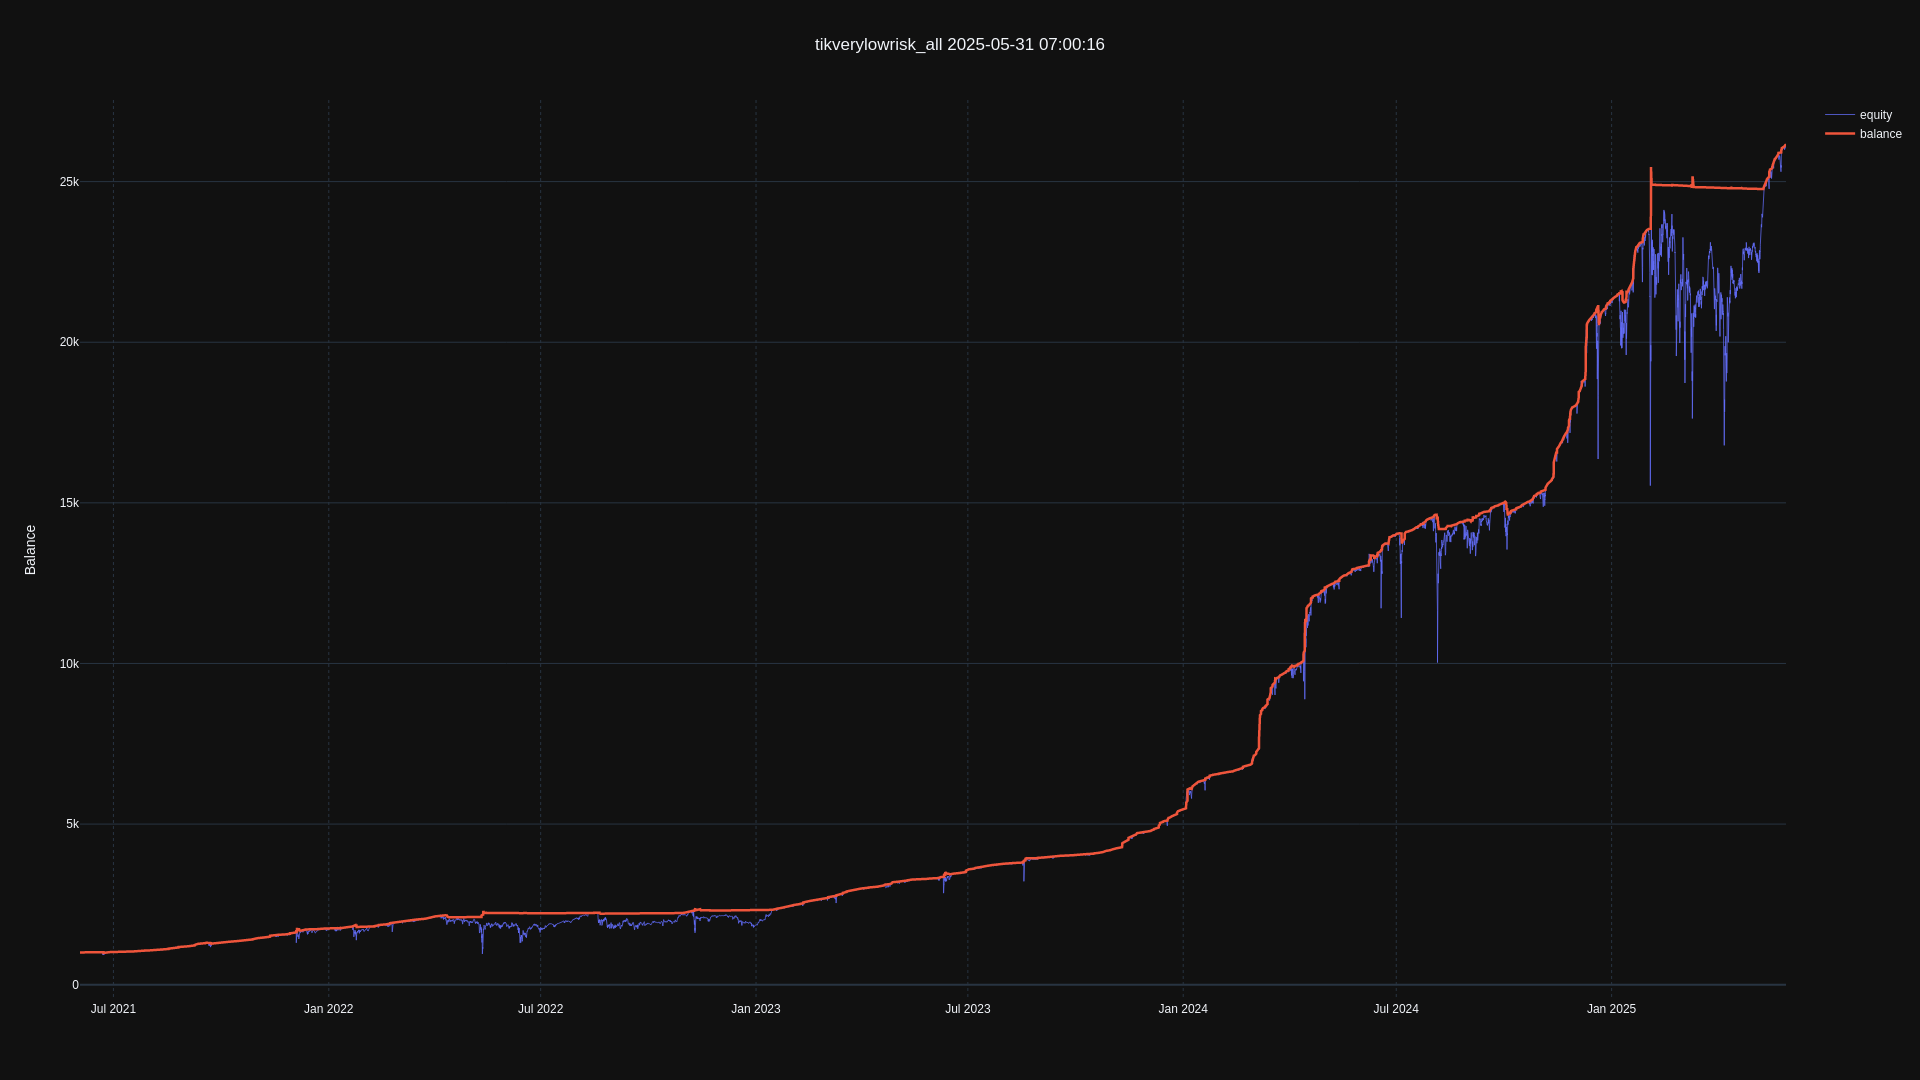 tikverylowrisk_all 2025-05-31 07:00:16
equity
balance
Balance
25k
20k
15k
10k
5k
0
Jul 2021
Jan 2022
Jul 2022
Jan 2023
Jul 2023
Jan 2024
Jul 2024
Jan 2025